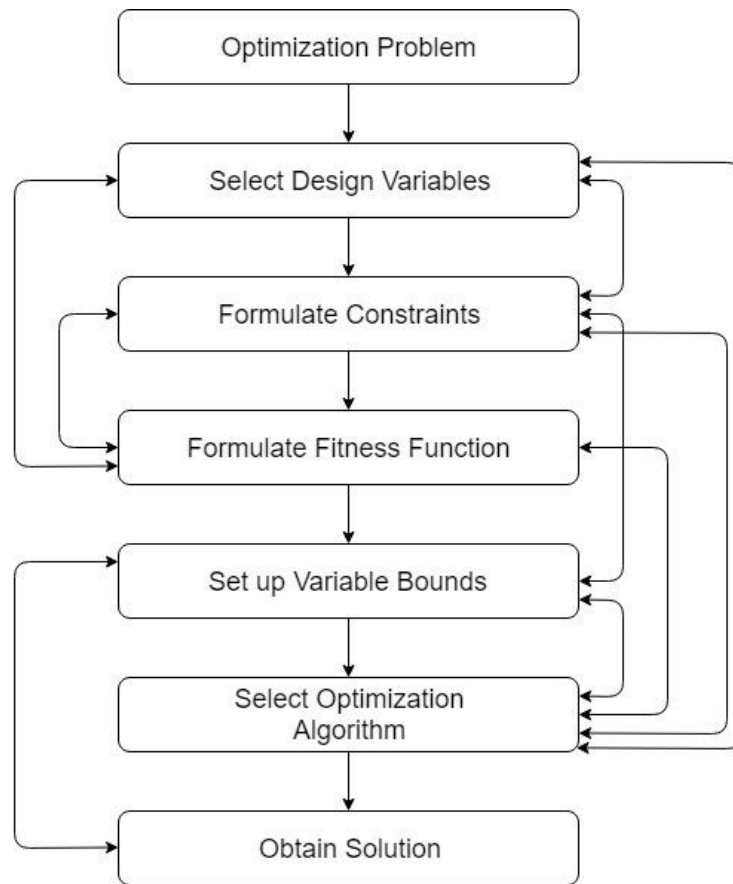 Optimization Problem
Select Design Variables
Formulate Constraints
Formulate Fitness Function
Set up Variable Bounds
Select Optimization
Algorithm
Obtain Solution